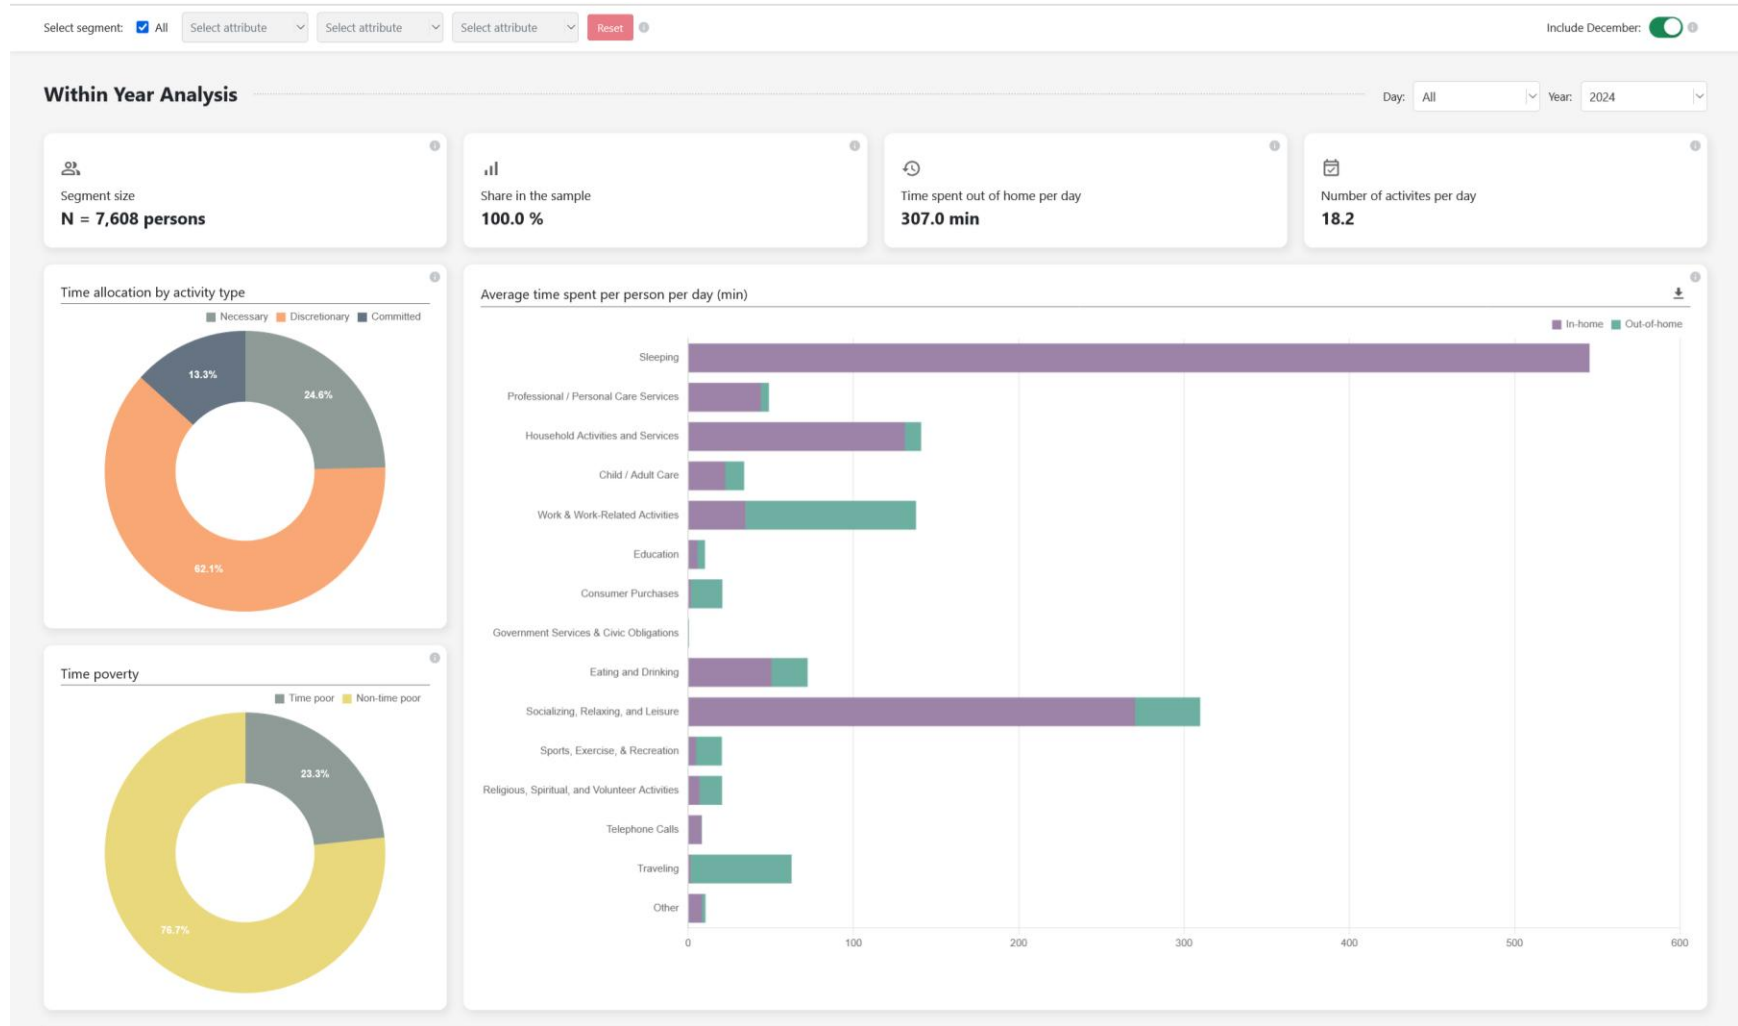 Select segment: All Select attribute Select attribute Select attribute Reset Include December:
Within Year Analysis Day: All Year: 2024
Segment size
N = 7,608 persons
Share in the sample
100.0 %
Time spent out of home per day
307.0 min
Number of activites per day
18.2
Time allocation by activity type
Necessary Discretionary Committed
13.3%
24.6%
62.1%
Time poverty
Time poor Non-time poor
23.3%
76.7%
Average time spent per person per day (min)
In-home Out-of-home
Sleeping
Professional / Personal Care Services
Household Activities and Services
Child / Adult Care
Work & Work-Related Activities
Education
Consumer Purchases
Government Services & Civic Obligations
Eating and Drinking
Socializing, Relaxing, and Leisure
Sports, Exercise, & Recreation
Religious, Spiritual, and Volunteer Activities
Telephone Calls
Traveling
Other
0 100 200 300 400 500 600